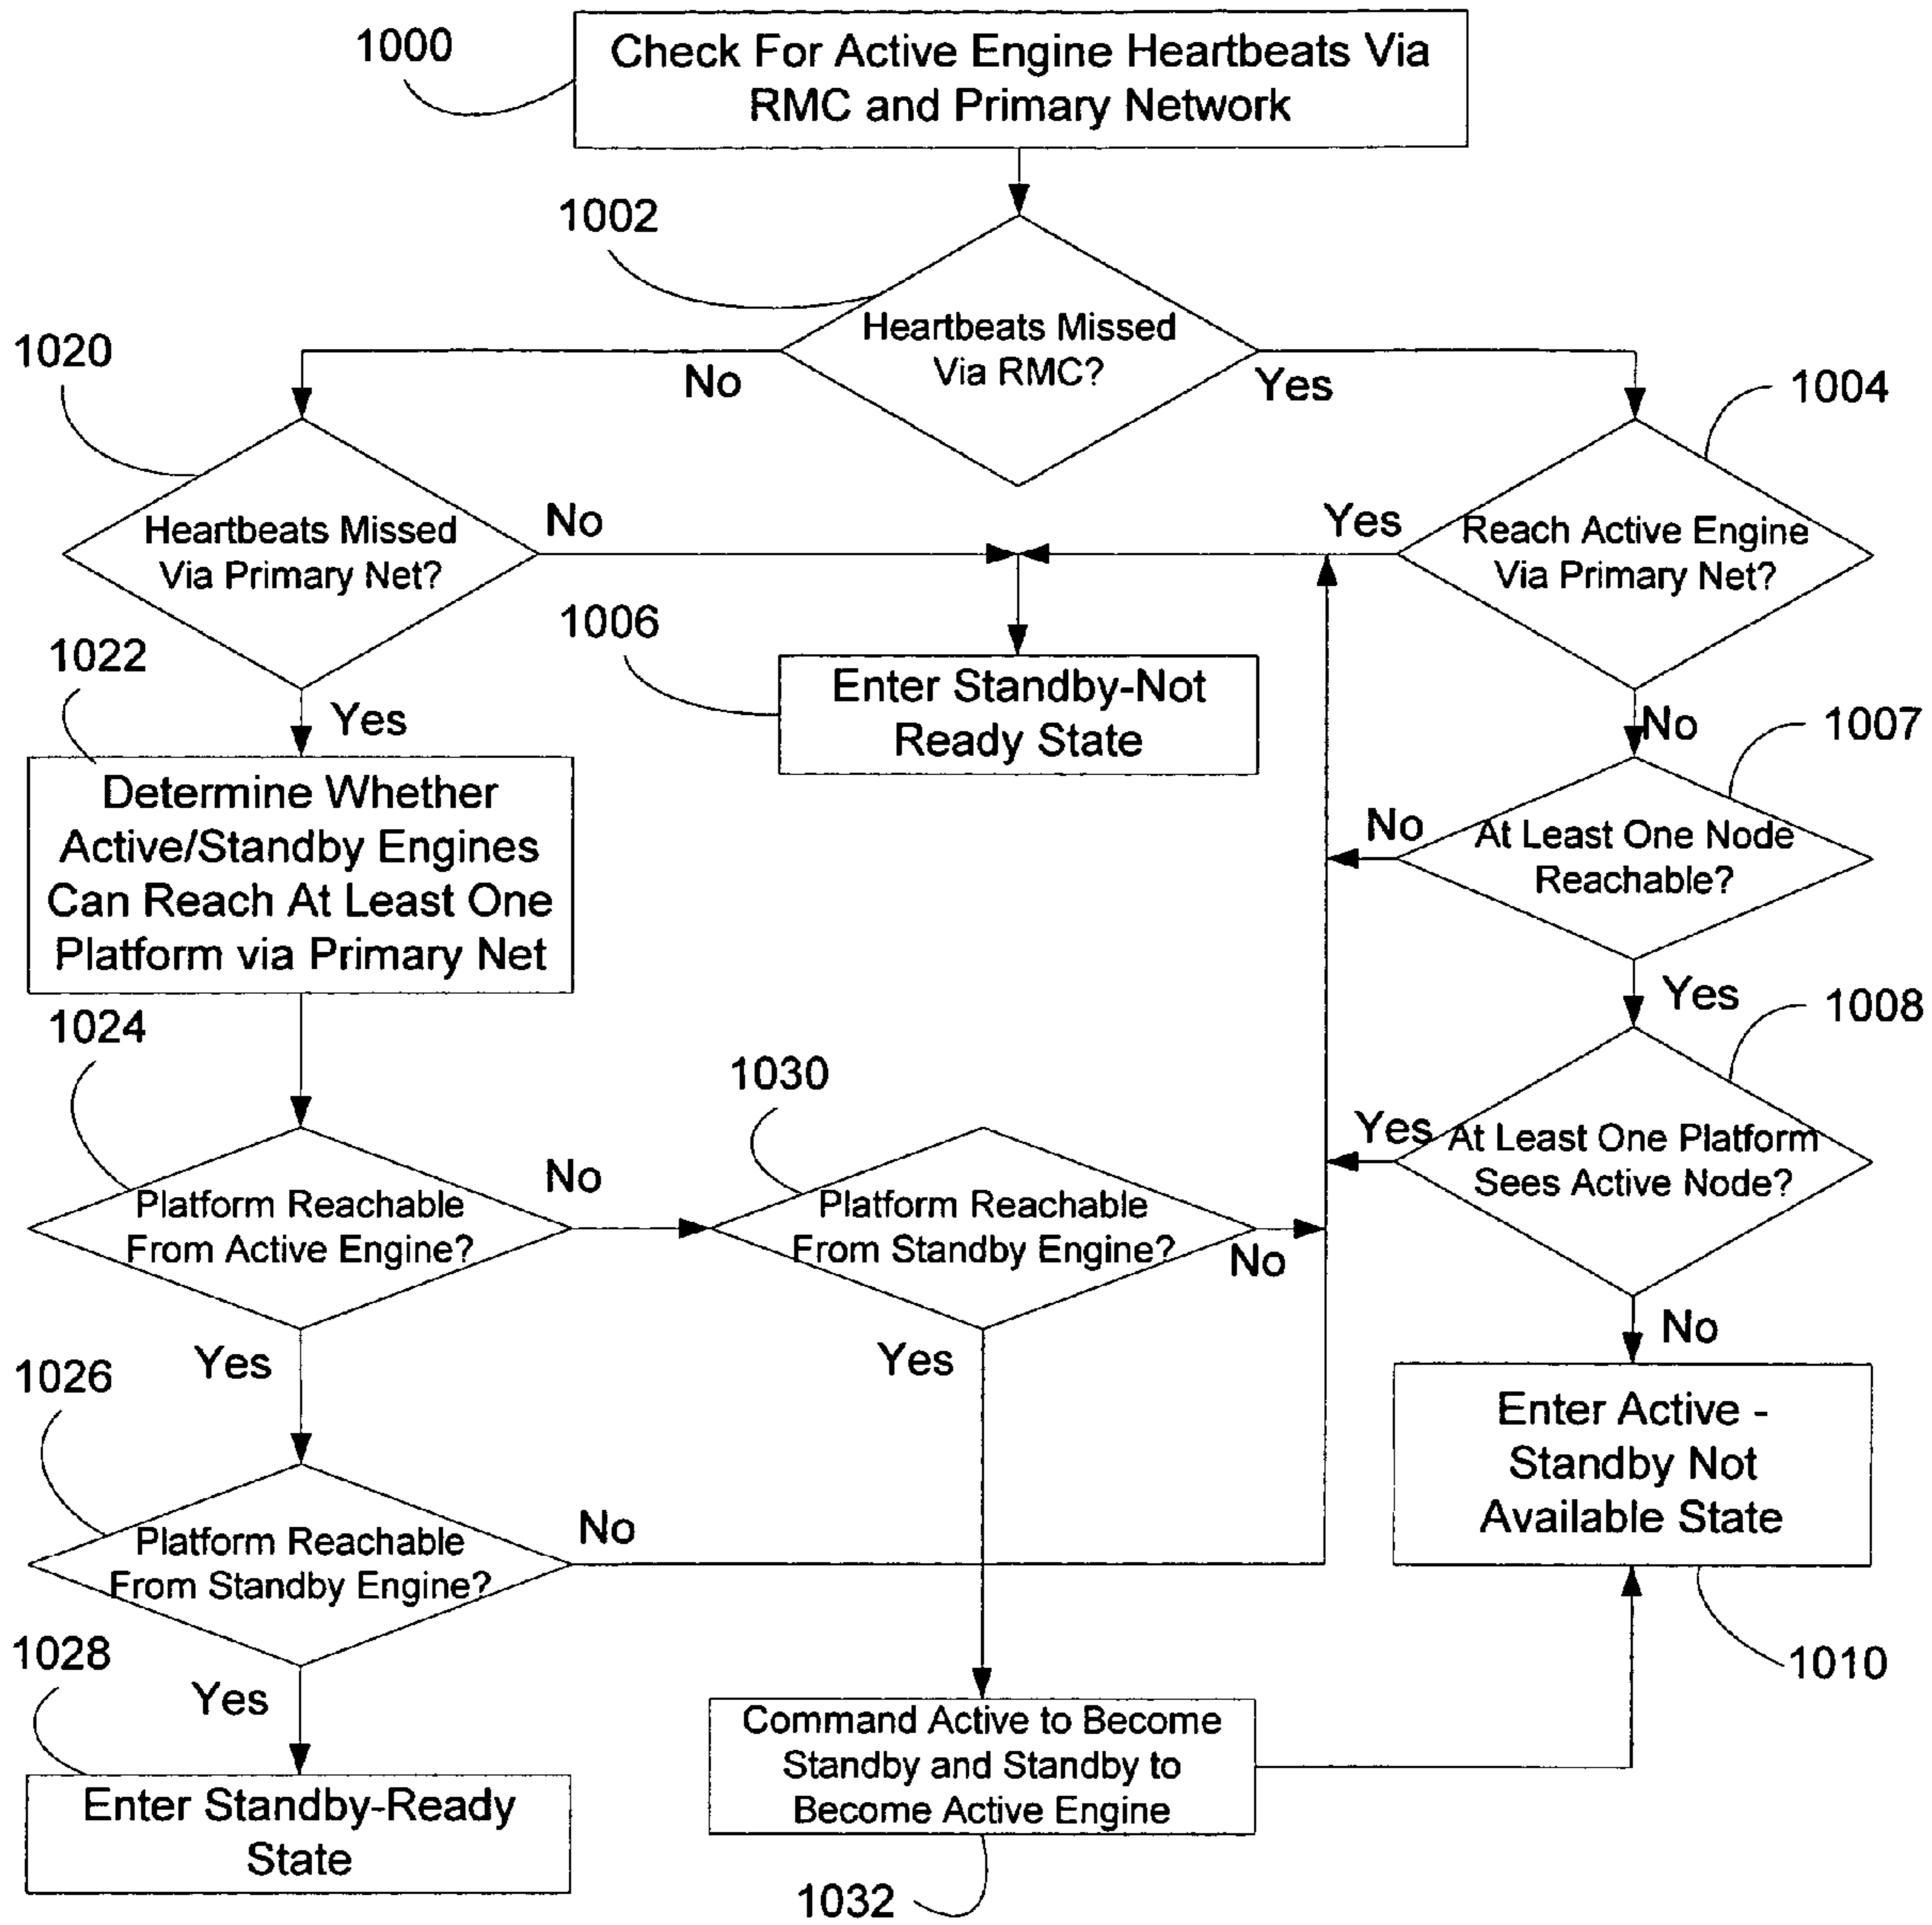 1000
Check For Active Engine Heartbeats Via
RMC and Primary Network
1002
Heartbeats Missed
Via RMC?
No
Yes
1020
Heartbeats Missed
Via Primary Net?
No
Yes
1004
Reach Active Engine
Via Primary Net?
Yes
No
1006
Enter Standby-Not
Ready State
1022
Determine Whether
Active/Standby Engines
Can Reach At Least One
Platform via Primary Net
1007
At Least One Node
Reachable?
No
Yes
1008
At Least One Platform
Sees Active Node?
Yes
No
1024
Platform Reachable
From Active Engine?
No
Yes
1030
Platform Reachable
From Standby Engine?
No
Yes
1026
Platform Reachable
From Standby Engine?
No
Yes
Enter Active -
Standby Not
Available State
1010
1028
Enter Standby-Ready
State
Command Active to Become
Standby and Standby to
Become Active Engine
1032